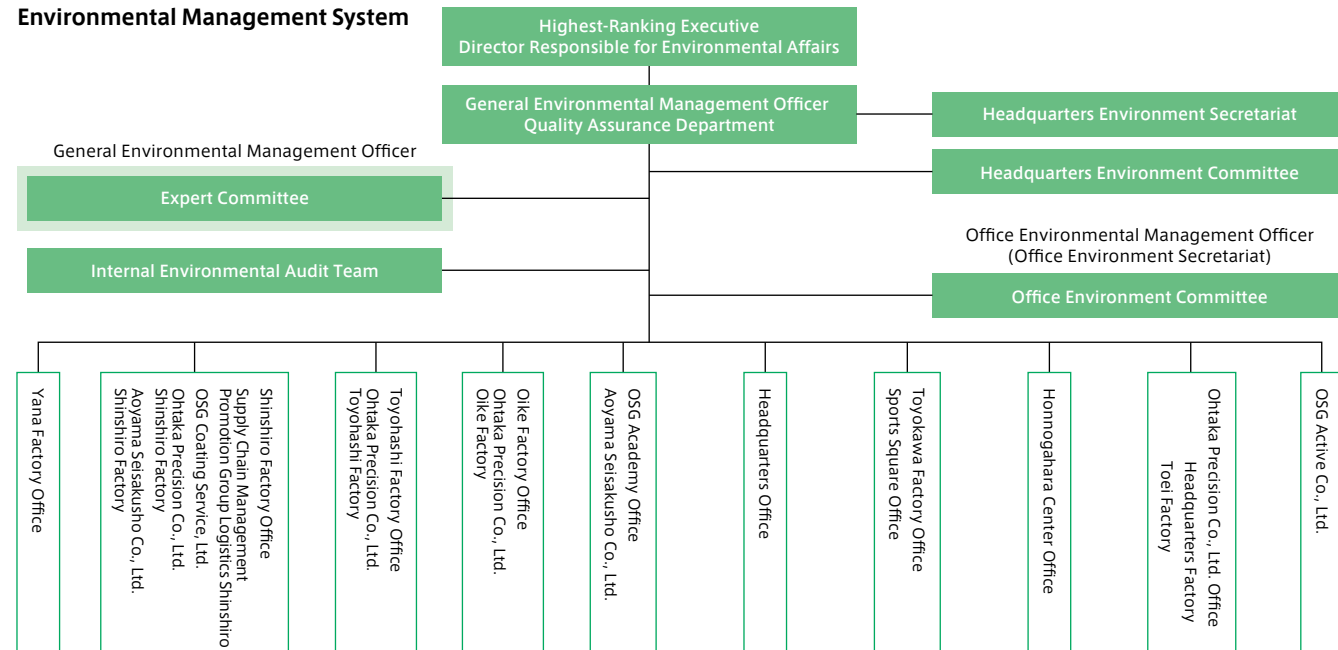 Environmental Management System
Highest-Ranking Executive
Director Responsible for Environmental Affairs
General Environmental Management Officer
Quality Assurance Department
Headquarters Environment Secretariat
General Environmental Management Officer
Headquarters Environment Committee
Expert Committee
Office Environmental Management Officer
(Office Environment Secretariat)
Internal Environmental Audit Team
Office Environment Committee
Yana Factory Office
Shinshiro Factory Office
Supply Chain Management
Promotion Group Logistics Shinshiro
OSG Coating Service, Ltd.
Ohtaka Precision Co., Ltd.
Shinshiro Factory
Aoyama Seisakusho Co., Ltd.
Shinshiro Factory
Toyohashi Factory Office
Ohtaka Precision Co., Ltd.
Toyohashi Factory
Oike Factory Office
Ohtaka Precision Co., Ltd.
Oike Factory
OSG Academy Office
Aoyama Seisakusho Co., Ltd.
Headquarters Office
Toyokawa Factory Office
Sports Square Office
Honnogahara Center Office
Ohtaka Precision Co., Ltd. Office
Headquarters Factory
Toei Factory
OSG Active Co., Ltd.